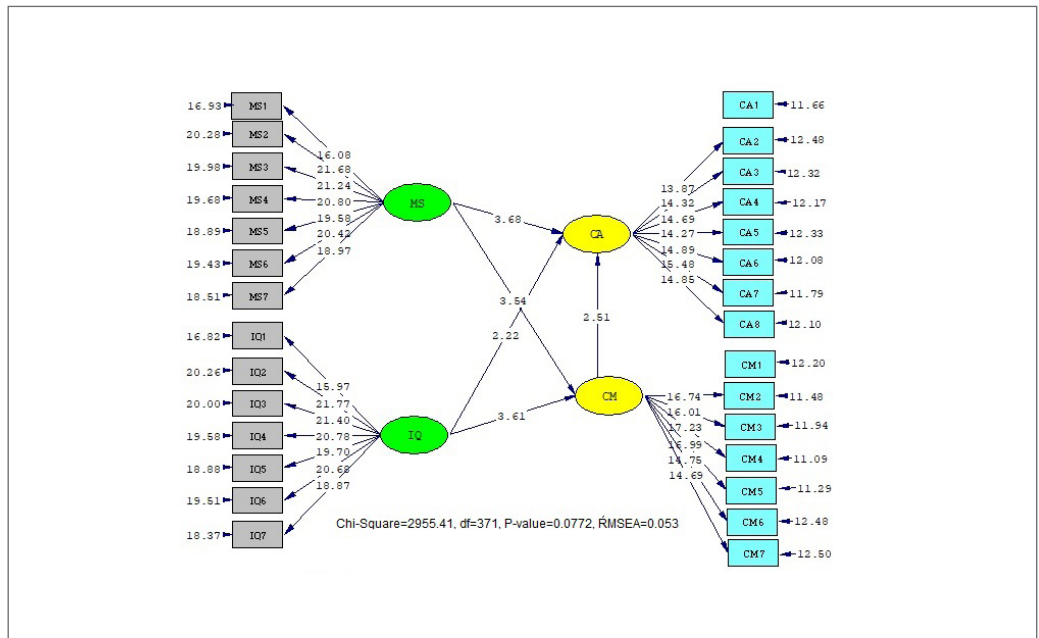 16.93 MS1
20.28 MS2
19.98 MS3
19.68 MS4
18.89 MS5
19.43 MS6
18.51 MS7
16.08
21.68
21.24
20.80
19.58
20.42
18.97
MS
16.82 IQ1
20.26 IQ2
20.00 IQ3
19.58 IQ4
18.88 IQ5
19.51 IQ6
18.37 IQ7
15.97
21.77
21.40
20.78
19.70
20.68
18.87
IQ
3.68
3.54
2.22
2.51
3.61
CA
13.87
14.32
14.69
14.27
14.89
15.48
14.85
CA1 11.66
CA2 12.48
CA3 12.32
CA4 12.17
CA5 12.33
CA6 12.08
CA7 11.79
CA8 12.10
CM
16.74
16.01
17.23
16.99
14.75
14.69
CM1 12.20
CM2 11.48
CM3 11.94
CM4 11.09
CM5 11.29
CM6 12.48
CM7 12.50
Chi-Square=2955.41, df=371, P-value=0.0772, ŔMSEA=0.053